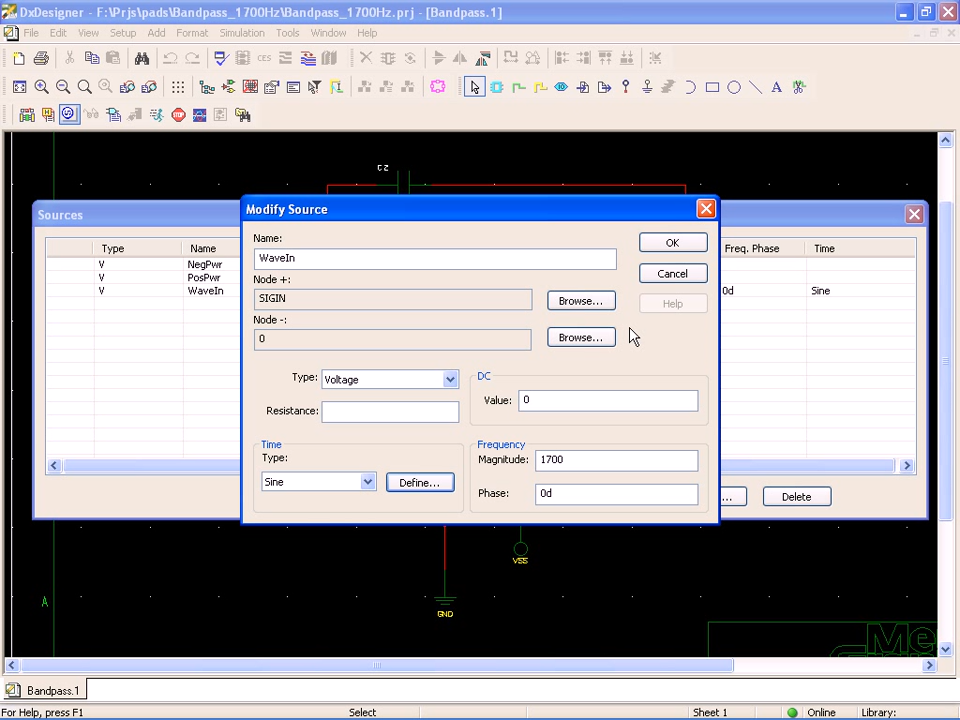 DxDesigner - F:\Prjs\pads\Bandpass_1700Hz\Bandpass_1700Hz.prj - [Bandpass.1]
File Edit View Setup Add Format Simulation Tools Window Help
CES
C2
Sources
Type Name Freq. Phase Time
V NegPwr
V PosPwr
V WaveIn 0d Sine
... Delete
Modify Source
Name:
WaveIn
OK
Node +:
SIGIN
Browse...
Cancel
Help
Node -:
0
Browse...
Type: Voltage
Resistance:
DC
Value: 0
Time
Type:
Sine
Define...
Frequency
Magnitude: 1700
Phase: 0d
VSS
A
GND
Me
Bandpass.1
For Help, press F1 Select Sheet 1 Online Library: